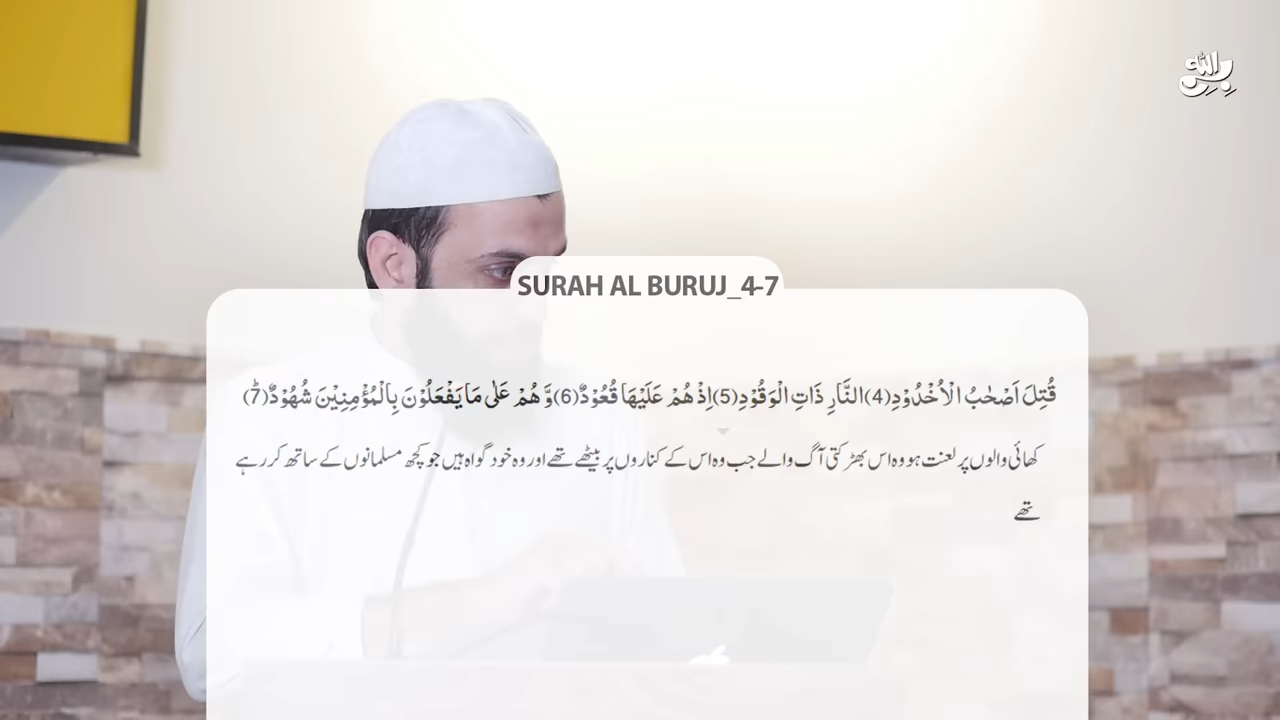 بسم الله
SURAH AL BURUJ_4-7
قُتِلَ اَصْحٰبُ الْاُخْدُوْدِ(4)النَّارِ ذَاتِ الْوَقُوْدِ(5)اِذْ هُمْ عَلَیْهَا قُعُوْدٌ(6)وَّ هُمْ عَلٰى مَا یَفْعَلُوْنَ بِالْمُؤْمِنِیْنَ شُهُوْدٌؕ(7)
کھائی والوں پر لعنت ہو وہ اس بھڑکتی آگ والے جب وہ اس کے کناروں پر بیٹھے تھے اور وہ خود گواہ ہیں جو کچھ مسلمانوں کے ساتھ کر رہے
تھے